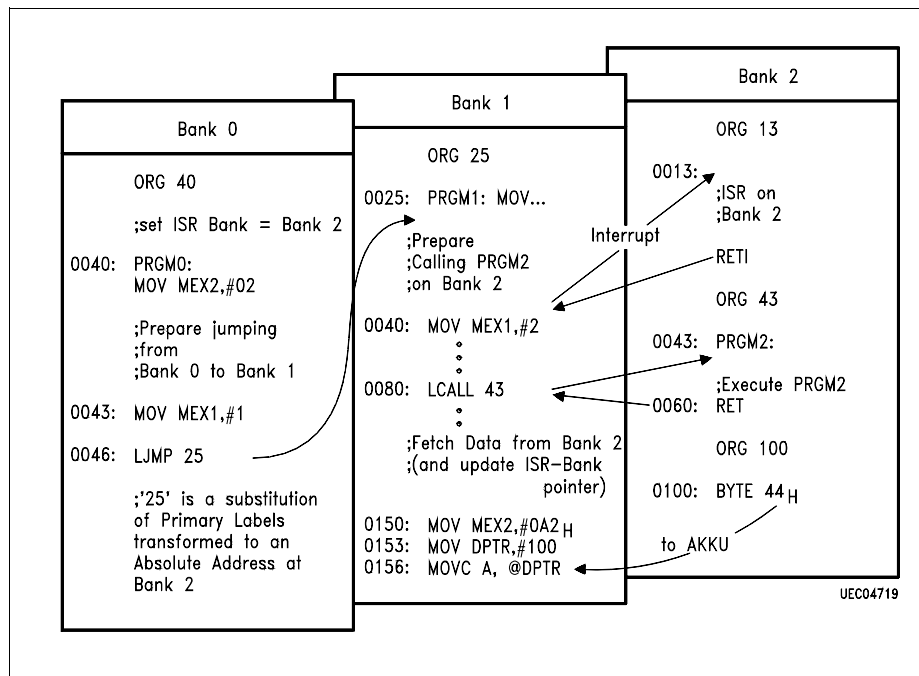 Bank 0
ORG 40
;set ISR Bank = Bank 2
0040: PRGM0:
MOV MEX2,#02
;Prepare jumping
;from
;Bank 0 to Bank 1
0043: MOV MEX1,#1
0046: LJMP 25
;'25' is a substitution
of Primary Labels
transformed to an
Absolute Address at
Bank 2
Bank 1
ORG 25
0025: PRGM1: MOV...
;Prepare
;Calling PRGM2
;on Bank 2
0040: MOV MEX1,#2
0080: LCALL 43
;Fetch Data from Bank 2
;(and update ISR-Bank
pointer)
0150: MOV MEX2,#0A2H
0153: MOV DPTR,#100
0156: MOVC A, @DPTR
Interrupt
Bank 2
ORG 13
0013:
;ISR on
;Bank 2
RETI
ORG 43
0043: PRGM2:
;Execute PRGM2
0060: RET
ORG 100
0100: BYTE 44H
to AKKU
UEC04719